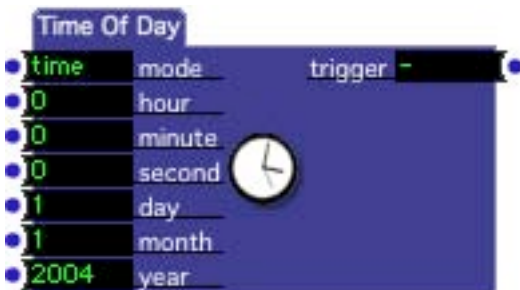 Time Of Day
time mode trigger -
0 hour
0 minute
0 second
1 day
1 month
2004 year